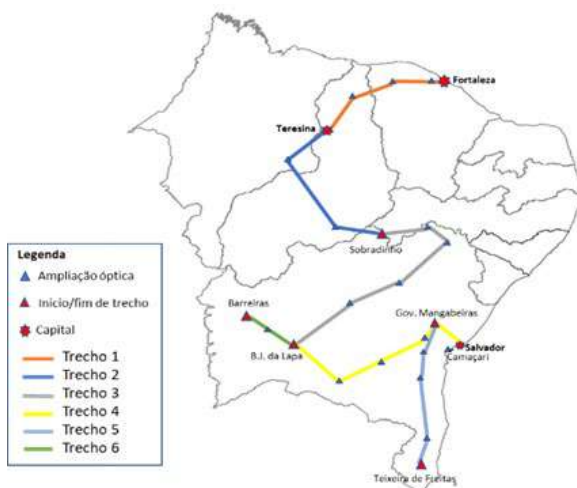 Fortaleza
Teresina
Sobradinho
Legenda
Ampliação óptica
Início/fim de trecho
Capital
Trecho 1
Trecho 2
Trecho 3
Trecho 4
Trecho 5
Trecho 6
Barreiras
Gov. Mangabeiras
B.J. da Lapa
Salvador
Camaçari
Teixeira de Freitas